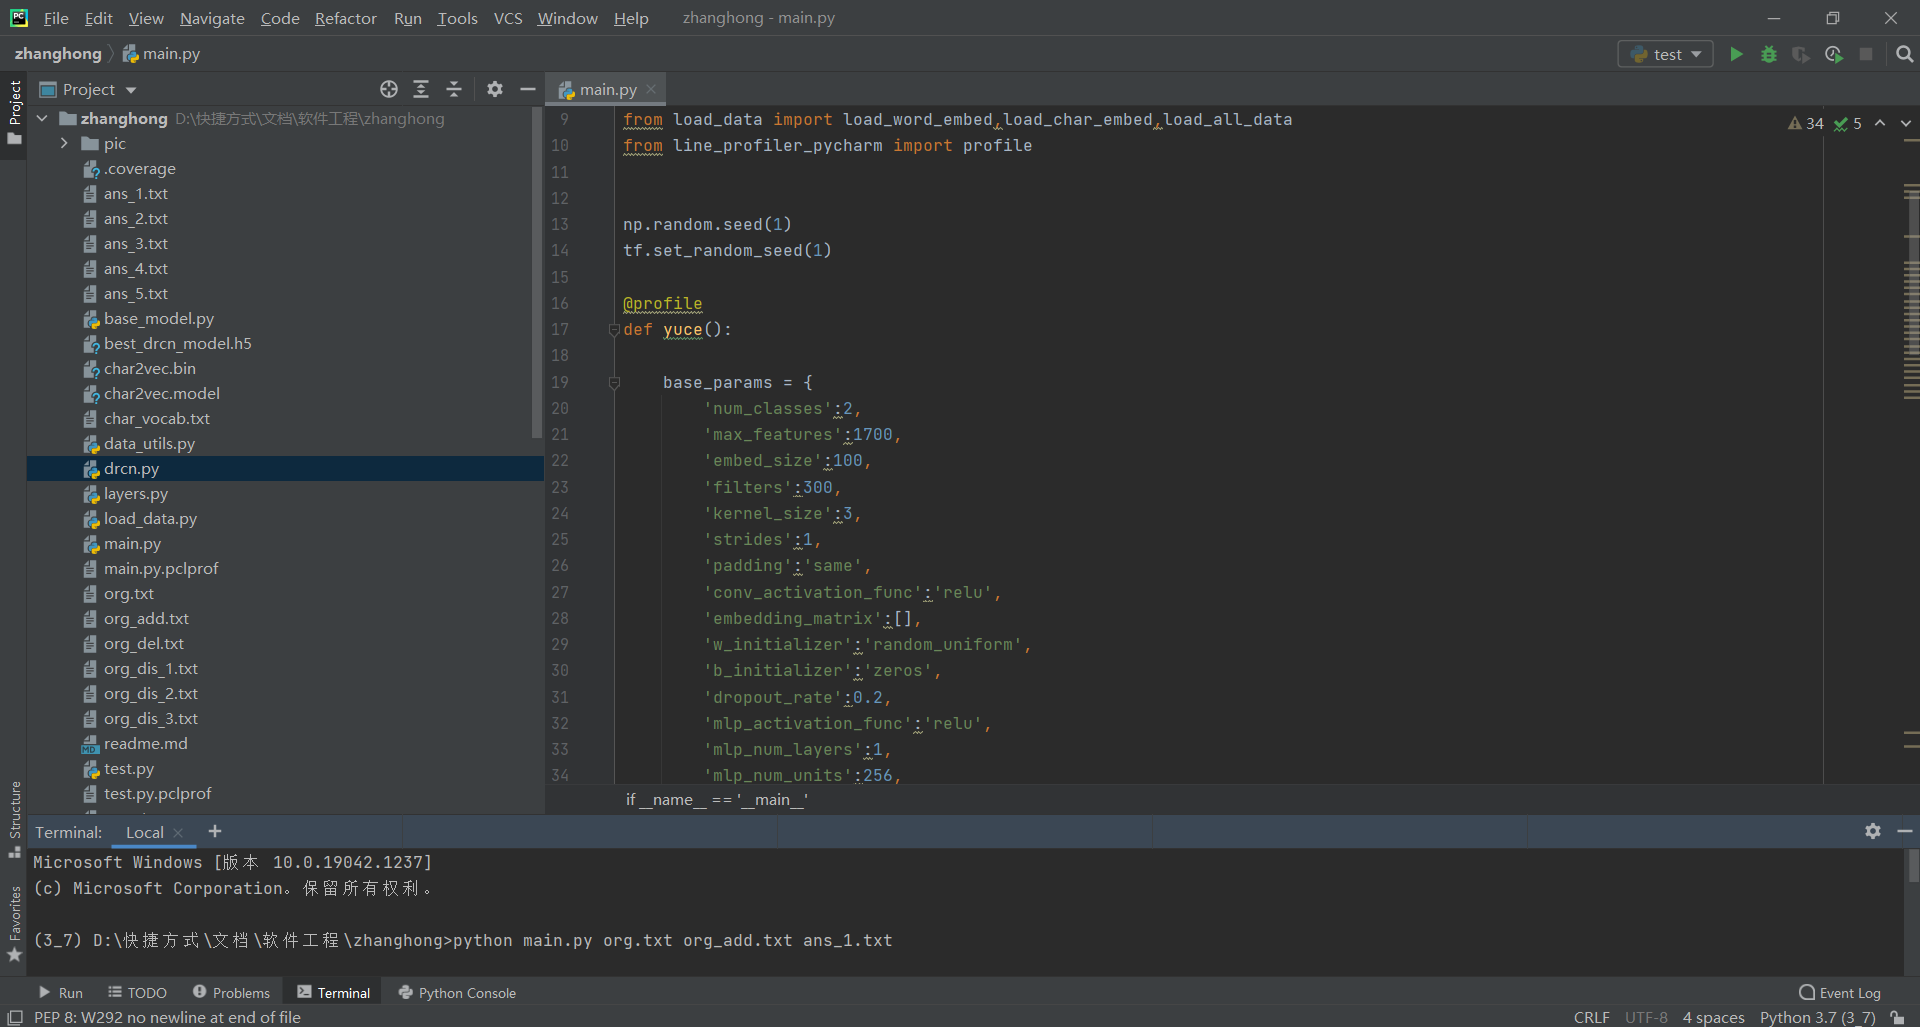 PC File Edit View Navigate Code Refactor Run Tools VCS Window Help zhanghong - main.py
zhanghong main.py test
Project
Project main.py
zhanghong D:\快捷方式\文档\软件工程\zhanghong
pic
.coverage
ans_1.txt
ans_2.txt
ans_3.txt
ans_4.txt
ans_5.txt
base_model.py
best_drcn_model.h5
char2vec.bin
char2vec.model
char_vocab.txt
data_utils.py
drcn.py
layers.py
load_data.py
main.py
main.py.pclprof
org.txt
org_add.txt
org_del.txt
org_dis_1.txt
org_dis_2.txt
org_dis_3.txt
readme.md
test.py
test.py.pclprof
34 5
9 from load_data import load_word_embed,load_char_embed,load_all_data
10 from line_profiler_pycharm import profile
11
12
13 np.random.seed(1)
14 tf.set_random_seed(1)
15
16 @profile
17 def yuce():
18
19 base_params = {
20 'num_classes':2,
21 'max_features':1700,
22 'embed_size':100,
23 'filters':300,
24 'kernel_size':3,
25 'strides':1,
26 'padding':'same',
27 'conv_activation_func':'relu',
28 'embedding_matrix':[],
29 'w_initializer':'random_uniform',
30 'b_initializer':'zeros',
31 'dropout_rate':0.2,
32 'mlp_activation_func':'relu',
33 'mlp_num_layers':1,
34 'mlp_num_units':256,
if __name__ == '__main__'
Structure
Favorites
Terminal: Local
Microsoft Windows [版本 10.0.19042.1237]
(c) Microsoft Corporation。保留所有权利。
(3_7) D:\快捷方式\文档\软件工程\zhanghong>python main.py org.txt org_add.txt ans_1.txt
Run TODO Problems Terminal Python Console Event Log
PEP 8: W292 no newline at end of file CRLF UTF-8 4 spaces Python 3.7 (3_7)